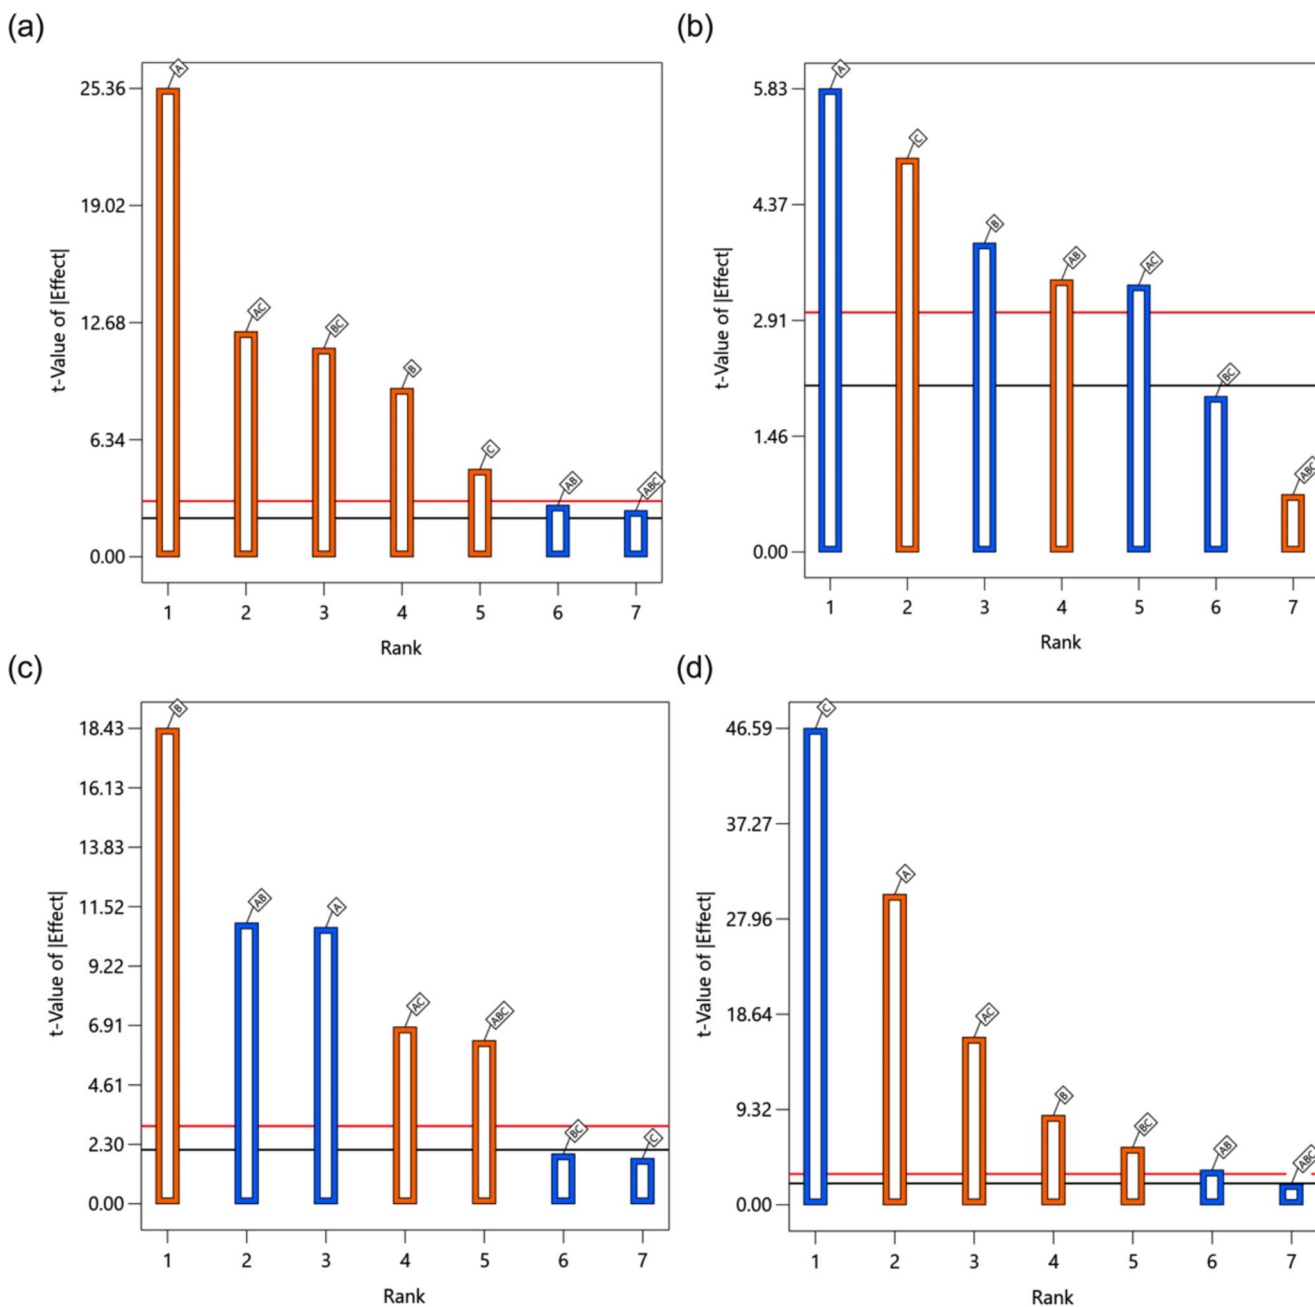 (a)
t-Value of |Effect|
25.36
19.02
12.68
6.34
0.00
A
AC
BC
B
C
AB
ABC
1 2 3 4 5 6 7
Rank
(b)
t-Value of |Effect|
5.83
4.37
2.91
1.46
0.00
A
C
B
AB
AC
BC
ABC
1 2 3 4 5 6 7
Rank
(c)
t-Value of |Effect|
18.43
16.13
13.83
11.52
9.22
6.91
4.61
2.30
0.00
B
AB
A
AC
ABC
BC
C
1 2 3 4 5 6 7
Rank
(d)
t-Value of |Effect|
46.59
37.27
27.96
18.64
9.32
0.00
C
A
AC
B
BC
AB
ABC
1 2 3 4 5 6 7
Rank